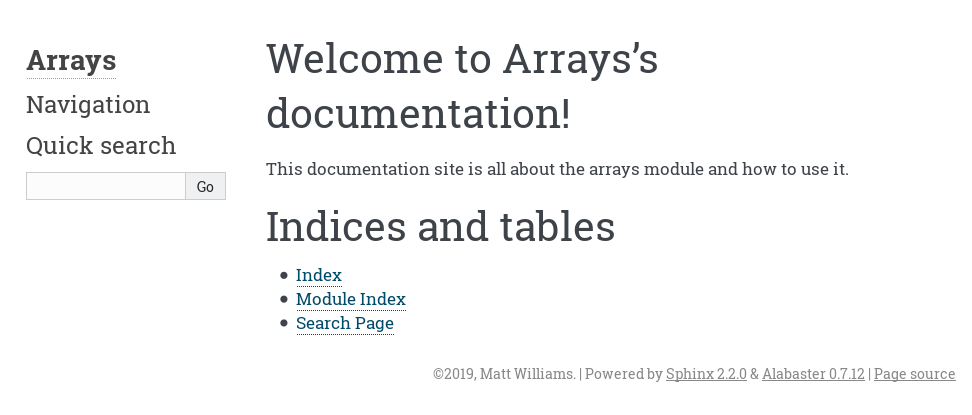 Arrays
Navigation
Quick search
Go
Welcome to Arrays’s
documentation!
This documentation site is all about the arrays module and how to use it.
Indices and tables
Index
Module Index
Search Page
©2019, Matt Williams. | Powered by Sphinx 2.2.0 & Alabaster 0.7.12 | Page source